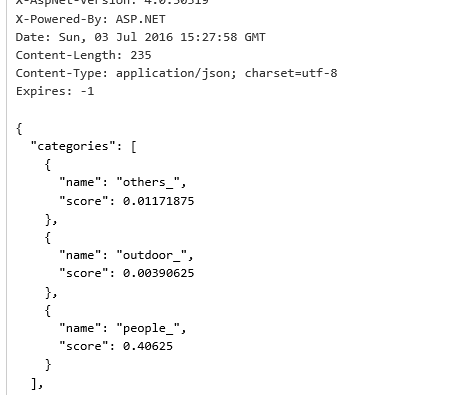 X-AspNet-Version: 4.0.30319
X-Powered-By: ASP.NET
Date: Sun, 03 Jul 2016 15:27:58 GMT
Content-Length: 235
Content-Type: application/json; charset=utf-8
Expires: -1
{
"categories": [
{
"name": "others_",
"score": 0.01171875
},
{
"name": "outdoor_",
"score": 0.00390625
},
{
"name": "people_",
"score": 0.40625
}
],